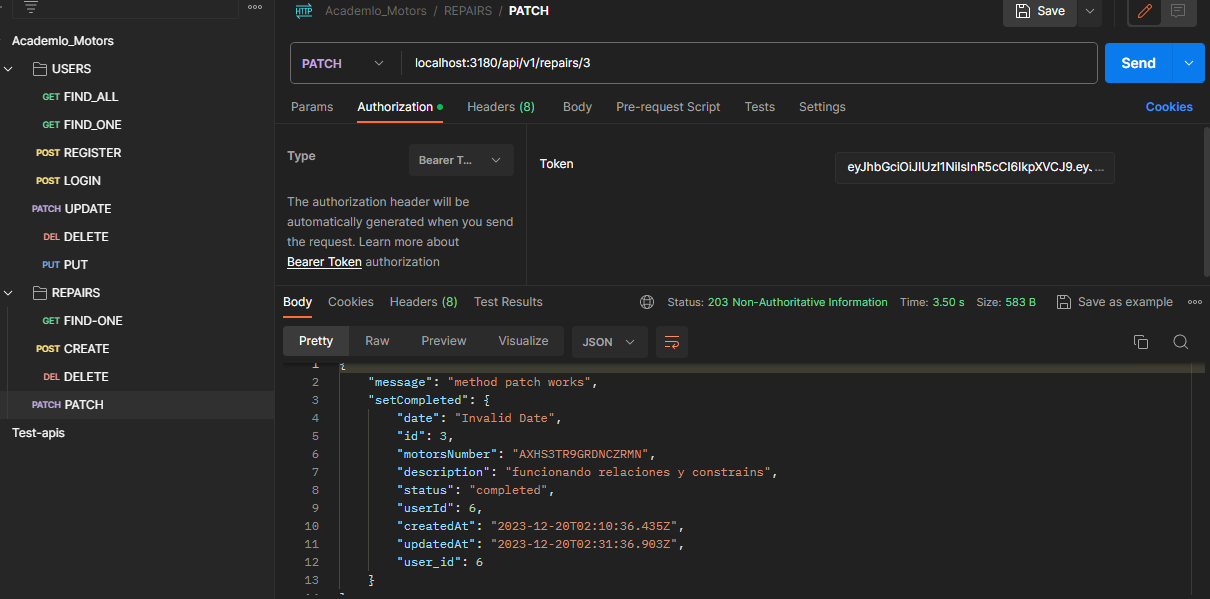 Academlo_Motors / REPAIRS / PATCH
Save
Academlo_Motors
USERS
GET FIND_ALL
GET FIND_ONE
POST REGISTER
POST LOGIN
PATCH UPDATE
DEL DELETE
PUT PUT
REPAIRS
GET FIND-ONE
POST CREATE
DEL DELETE
PATCH PATCH
Test-apis
PATCH localhost:3180/api/v1/repairs/3
Send
Params Authorization Headers (8) Body Pre-request Script Tests Settings
Cookies
Type
Bearer T...
The authorization header will be
automatically generated when you send
the request. Learn more about
Bearer Token authorization
Token
eyJhbGciOiJIUzI1NiIsInR5cCI6IkpXVCJ9.eyJ...
Body Cookies Headers (8) Test Results
Status: 203 Non-Authoritative Information Time: 3.50 s Size: 583 B
Save as example
Pretty Raw Preview Visualize JSON
1 {
2 "message": "method patch works",
3 "setCompleted": {
4 "date": "Invalid Date",
5 "id": 3,
6 "motorsNumber": "AXHS3TR9GRDNCZRMN",
7 "description": "funcionando relaciones y constrains",
8 "status": "completed",
9 "userId": 6,
10 "createdAt": "2023-12-20T02:10:36.435Z",
11 "updatedAt": "2023-12-20T02:31:36.903Z",
12 "user_id": 6
13 }